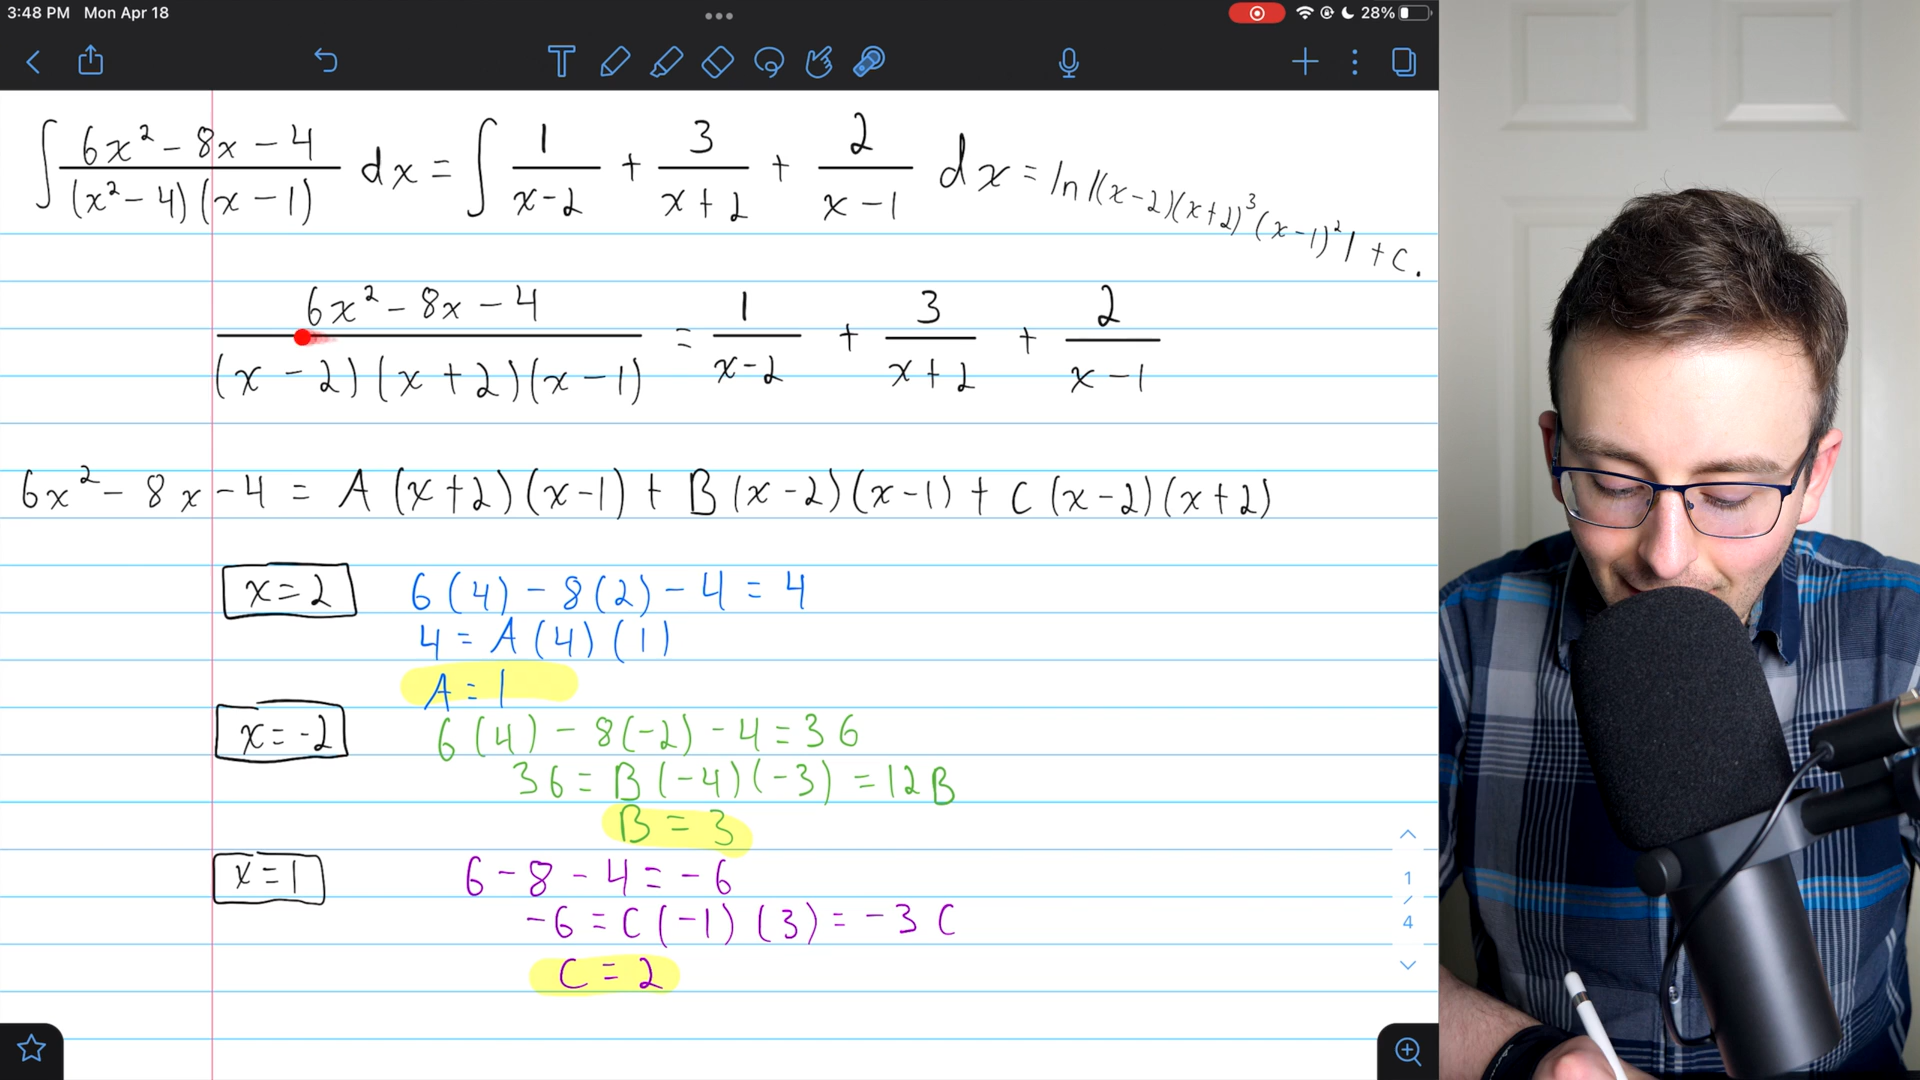 3:48 PM Mon Apr 18
28%
∫ (6x² - 8x - 4)/((x² - 4)(x - 1)) dx = ∫ 1/(x-2) + 3/(x+2) + 2/(x-1) dx = ln|(x-2)(x+2)³(x-1)²| + C.
(6x² - 8x - 4)/((x - 2)(x + 2)(x - 1)) = 1/(x-2) + 3/(x+2) + 2/(x-1)
6x² - 8x - 4 = A(x+2)(x-1) + B(x-2)(x-1) + C(x-2)(x+2)
x = 2 6(4) - 8(2) - 4 = 4
4 = A(4)(1)
A = 1
x = -2 6(4) - 8(-2) - 4 = 36
36 = B(-4)(-3) = 12B
B = 3
x = 1 6 - 8 - 4 = -6
-6 = C(-1)(3) = -3C
C = 2
1/4